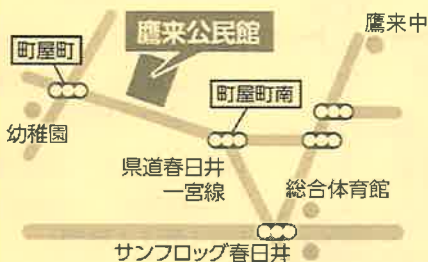 鷹来中
鷹来公民館
町屋町
町屋町南
幼稚園
県道春日井
一宮線
総合体育館
サンフロッグ春日井